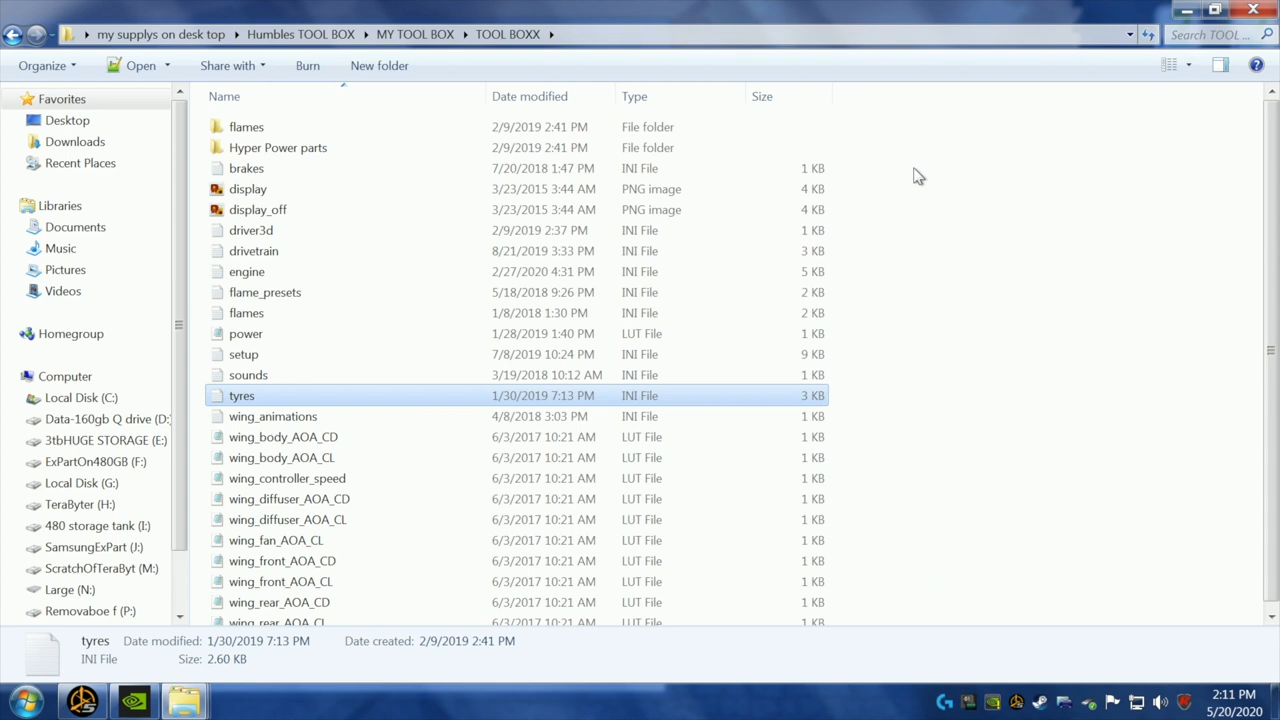 my supplys on desk top Humbles TOOL BOX MY TOOL BOX TOOL BOXX Search TOOL ...
Organize Open Share with Burn New folder
Favorites
Desktop
Downloads
Recent Places
Libraries
Documents
Music
Pictures
Videos
Homegroup
Computer
Local Disk (C:)
Data-160gb Q drive (D:)
3tbHUGE STORAGE (E:)
ExPartOn480GB (F:)
Local Disk (G:)
TeraByter (H:)
480 storage tank (I:)
SamsungExPart (J:)
ScratchOfTeraByt (M:)
Large (N:)
Removaboe f (P:)
Name Date modified Type Size
flames 2/9/2019 2:41 PM File folder
Hyper Power parts 2/9/2019 2:41 PM File folder
brakes 7/20/2018 1:47 PM INI File 1 KB
display 3/23/2015 3:44 AM PNG image 4 KB
display_off 3/23/2015 3:44 AM PNG image 4 KB
driver3d 2/9/2019 2:37 PM INI File 1 KB
drivetrain 8/21/2019 3:33 PM INI File 3 KB
engine 2/27/2020 4:31 PM INI File 5 KB
flame_presets 5/18/2018 9:26 PM INI File 2 KB
flames 1/8/2018 1:30 PM INI File 2 KB
power 1/28/2019 1:40 PM LUT File 1 KB
setup 7/8/2019 10:24 PM INI File 9 KB
sounds 3/19/2018 10:12 AM INI File 1 KB
tyres 1/30/2019 7:13 PM INI File 3 KB
wing_animations 4/8/2018 3:03 PM INI File 1 KB
wing_body_AOA_CD 6/3/2017 10:21 AM LUT File 1 KB
wing_body_AOA_CL 6/3/2017 10:21 AM LUT File 1 KB
wing_controller_speed 6/3/2017 10:21 AM LUT File 1 KB
wing_diffuser_AOA_CD 6/3/2017 10:21 AM LUT File 1 KB
wing_diffuser_AOA_CL 6/3/2017 10:21 AM LUT File 1 KB
wing_fan_AOA_CL 6/3/2017 10:21 AM LUT File 1 KB
wing_front_AOA_CD 6/3/2017 10:21 AM LUT File 1 KB
wing_front_AOA_CL 6/3/2017 10:21 AM LUT File 1 KB
wing_rear_AOA_CD 6/3/2017 10:21 AM LUT File 1 KB
wing_rear_AOA_CL 6/3/2017 10:21 AM LUT File 1 KB
tyres Date modified: 1/30/2019 7:13 PM Date created: 2/9/2019 2:41 PM
INI File Size: 2.60 KB
2:11 PM
5/20/2020